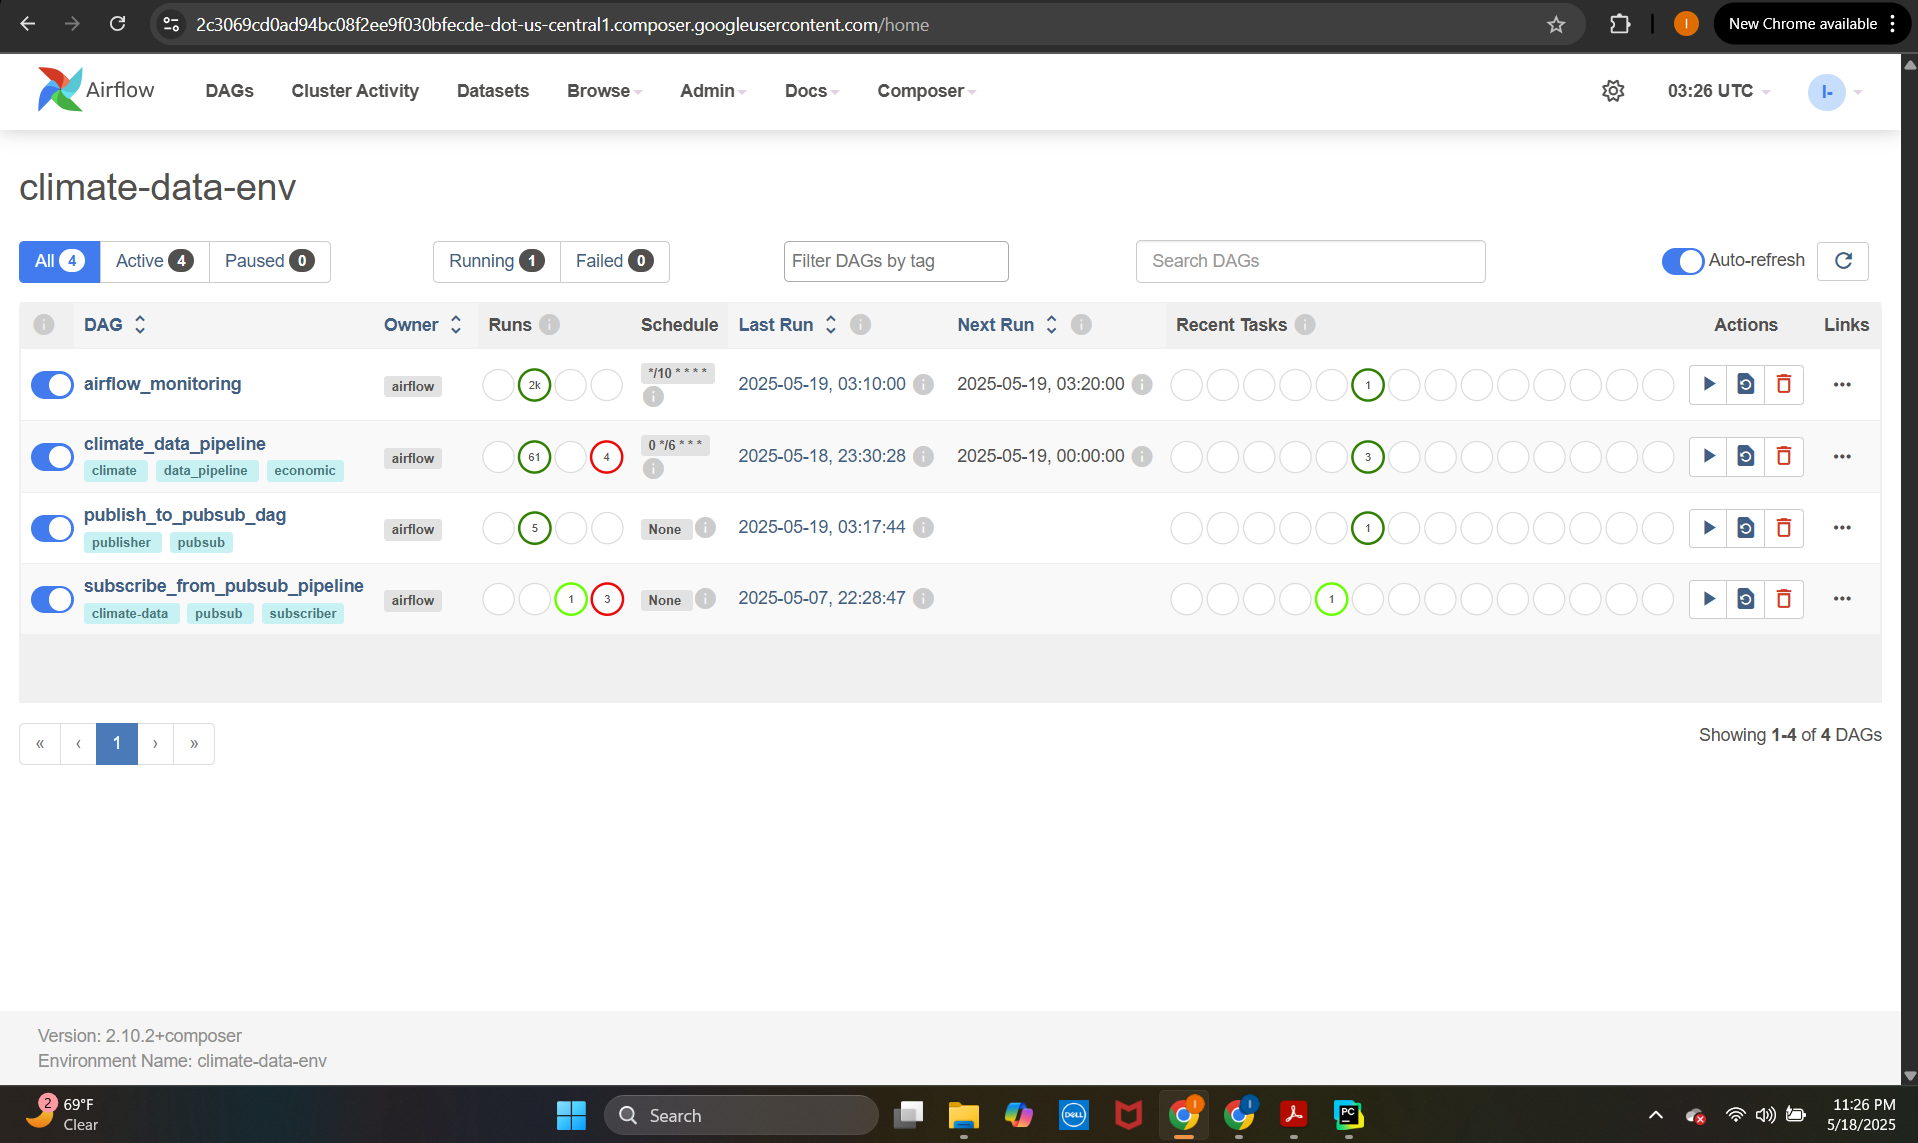 2c3069cd0ad94bc08f2ee9f030bfecde-dot-us-central1.composer.googleusercontent.com/home
I
New Chrome available
Airflow DAGs Cluster Activity Datasets Browse Admin Docs Composer 03:26 UTC I-
climate-data-env
All 4 Active 4 Paused 0 Running 1 Failed 0 Filter DAGs by tag Search DAGs Auto-refresh
i DAG Owner Runs i Schedule Last Run i Next Run i Recent Tasks i Actions Links
airflow_monitoring airflow 2k */10 * * * * i 2025-05-19, 03:10:00 i 2025-05-19, 03:20:00 i 1 ...
climate_data_pipeline airflow 61 4 0 */6 * * * i 2025-05-18, 23:30:28 i 2025-05-19, 00:00:00 i 3 ...
climate data_pipeline economic
publish_to_pubsub_dag airflow 5 None i 2025-05-19, 03:17:44 i 1 ...
publisher pubsub
subscribe_from_pubsub_pipeline airflow 1 3 None i 2025-05-07, 22:28:47 i 1 ...
climate-data pubsub subscriber
« ‹ 1 › » Showing 1-4 of 4 DAGs
Version: 2.10.2+composer
Environment Name: climate-data-env
2 69°F
Clear
Search
DELL
I
I
PC
11:26 PM
5/18/2025